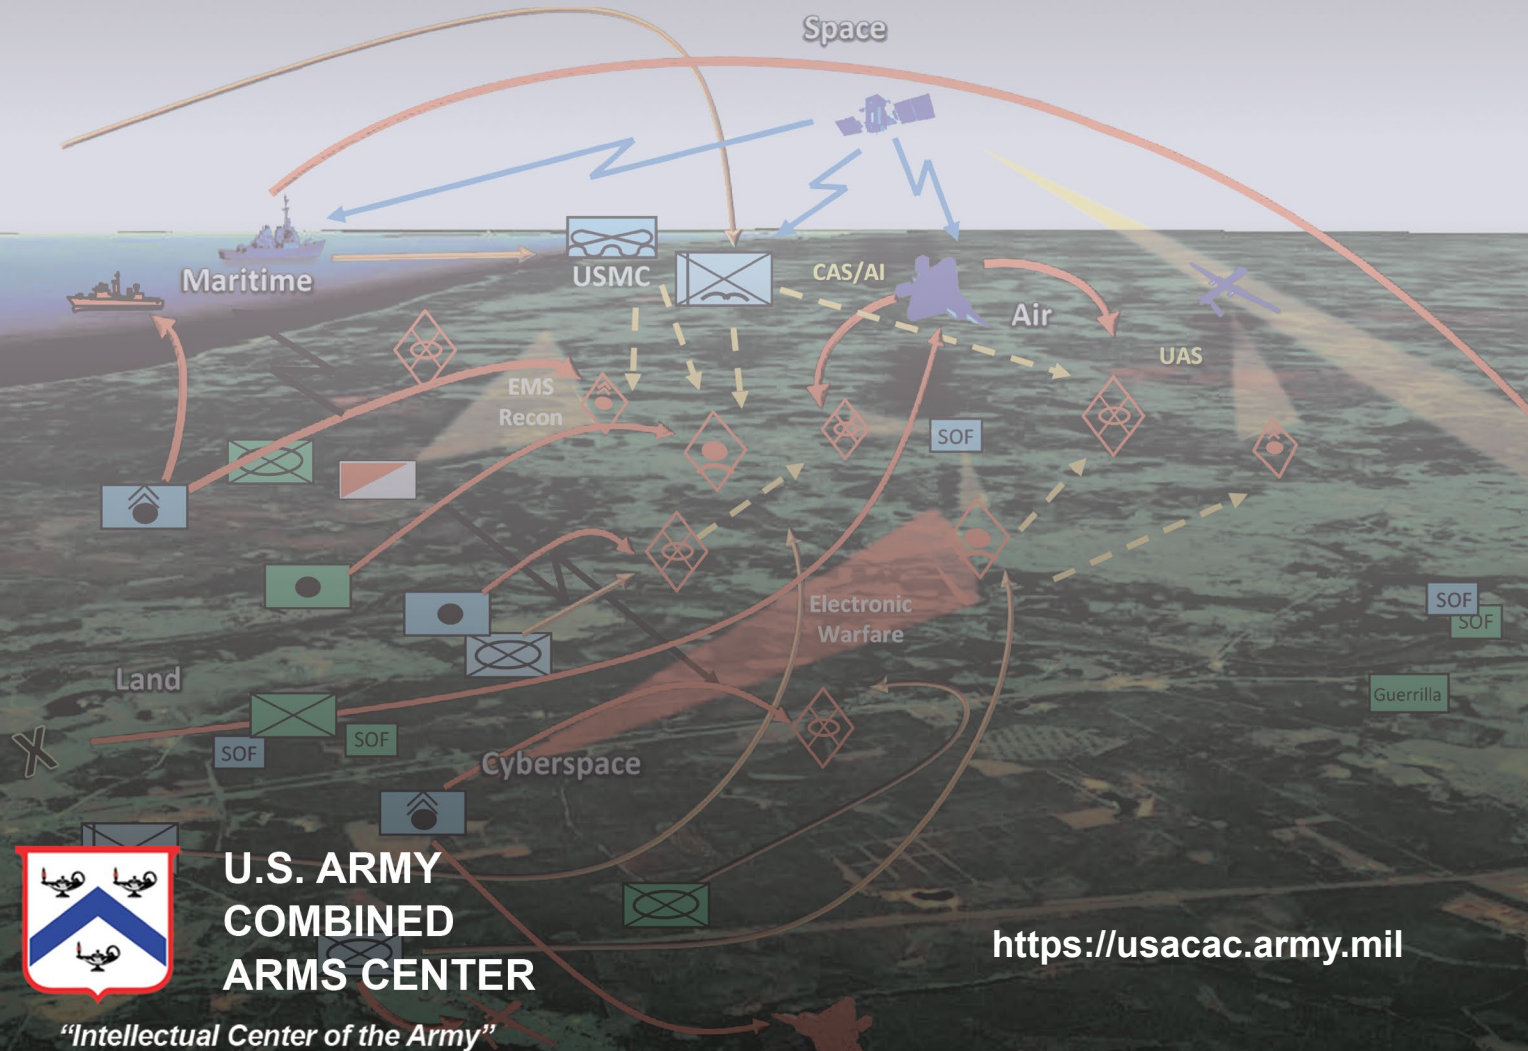 Space
Maritime
USMC
CAS/AI
Air
UAS
EMS
Recon
SOF
Electronic
Warfare
SOF
SOF
Land
Guerrilla
SOF
SOF
Cyberspace
U.S. ARMY
COMBINED
ARMS CENTER
https://usacac.army.mil
“Intellectual Center of the Army”